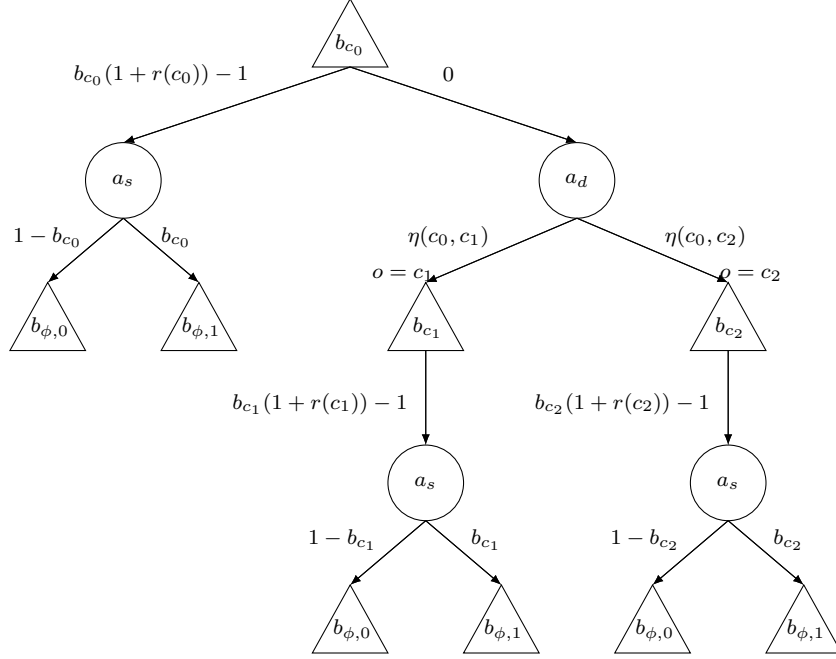 b_{c_0}
b_{c_0}(1 + r(c_0)) − 1
0
a_s
a_d
1 − b_{c_0}
b_{c_0}
η(c_0, c_1)
η(c_0, c_2)
o = c_1
o = c_2
b_{ϕ,0}
b_{ϕ,1}
b_{c_1}
b_{c_2}
b_{c_1}(1 + r(c_1)) − 1
b_{c_2}(1 + r(c_2)) − 1
a_s
a_s
1 − b_{c_1}
b_{c_1}
1 − b_{c_2}
b_{c_2}
b_{ϕ,0}
b_{ϕ,1}
b_{ϕ,0}
b_{ϕ,1}